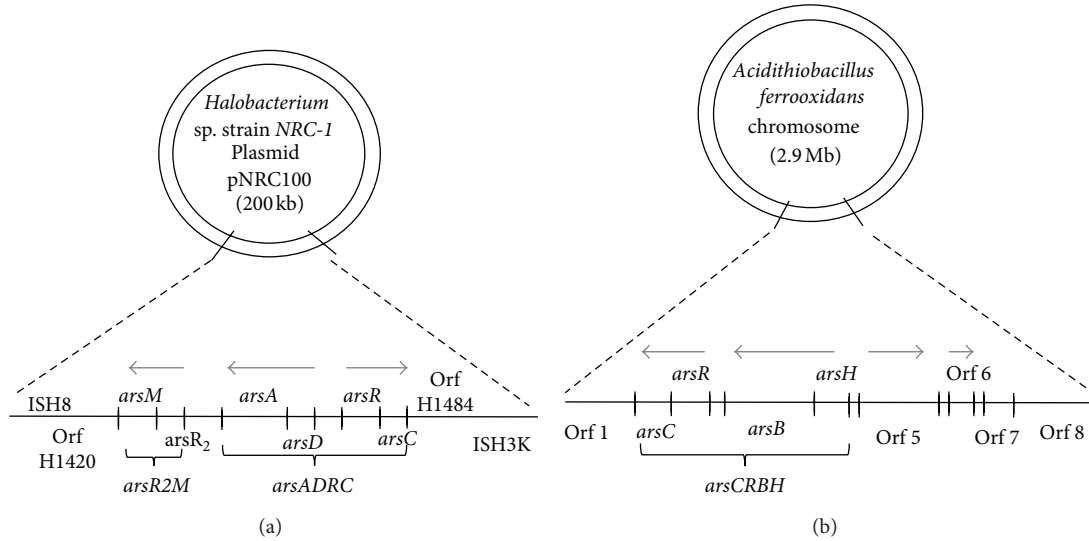 Halobacterium
sp. strain NRC-1
Plasmid
pNRC100
(200 kb)
arsM
arsA
arsR
Orf
H1484
ISH8
Orf
H1420
arsR₂
arsD
arsC
ISH3K
arsR2M
arsADRC
(a)
Acidithiobacillus
ferrooxidans
chromosome
(2.9 Mb)
arsR
arsH
Orf 6
Orf 1
arsC
arsB
Orf 5
Orf 7
Orf 8
arsCRBH
(b)